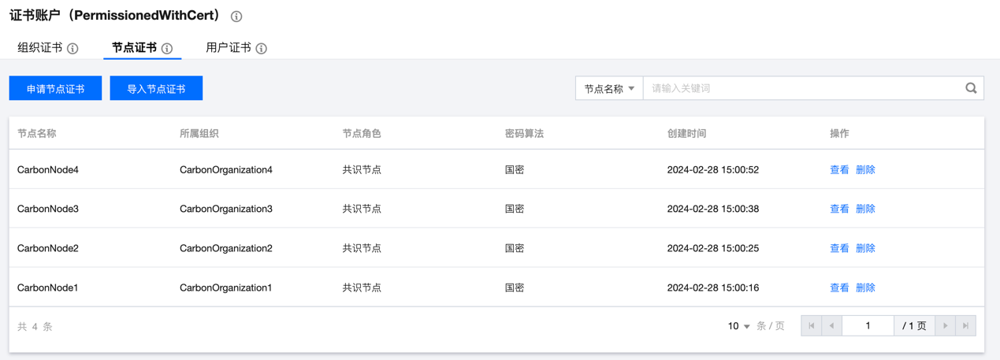 证书账户（PermissionedWithCert）
组织证书 节点证书 用户证书
申请节点证书 导入节点证书 节点名称 请输入关键词
节点名称 所属组织 节点角色 密码算法 创建时间 操作
CarbonNode4 CarbonOrganization4 共识节点 国密 2024-02-28 15:00:52 查看 删除
CarbonNode3 CarbonOrganization3 共识节点 国密 2024-02-28 15:00:38 查看 删除
CarbonNode2 CarbonOrganization2 共识节点 国密 2024-02-28 15:00:25 查看 删除
CarbonNode1 CarbonOrganization1 共识节点 国密 2024-02-28 15:00:16 查看 删除
共 4 条 10 条 / 页 1 / 1 页